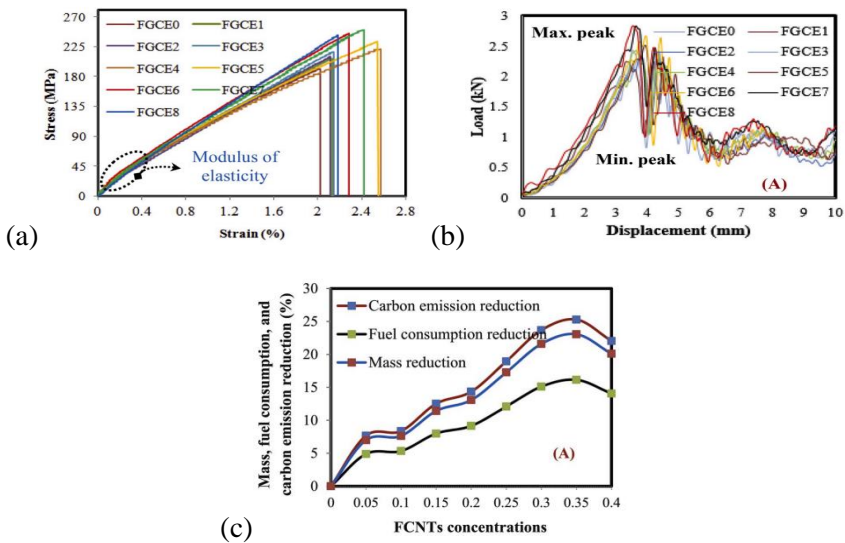 270
225
180
135
90
45
0
Stress (MPa)
FGCE0 FGCE1
FGCE2 FGCE3
FGCE4 FGCE5
FGCE6 FGCE7
FGCE8
Modulus of
elasticity
0 0.4 0.8 1.2 1.6 2 2.4 2.8
Strain (%)
(a)
3
2.5
2
1.5
1
0.5
0
Load (kN)
Max. peak
FGCE0 FGCE1
FGCE2 FGCE3
FGCE4 FGCE5
FGCE6 FGCE7
FGCE8
Min. peak
(A)
0 1 2 3 4 5 6 7 8 9 10
Displacement (mm)
(b)
30
25
20
15
10
5
0
Mass, fuel consumption, and
carbon emission reduction (%)
Carbon emission reduction
Fuel consumption reduction
Mass reduction
(A)
0 0.05 0.1 0.15 0.2 0.25 0.3 0.35 0.4
FCNTs concentrations
(c)